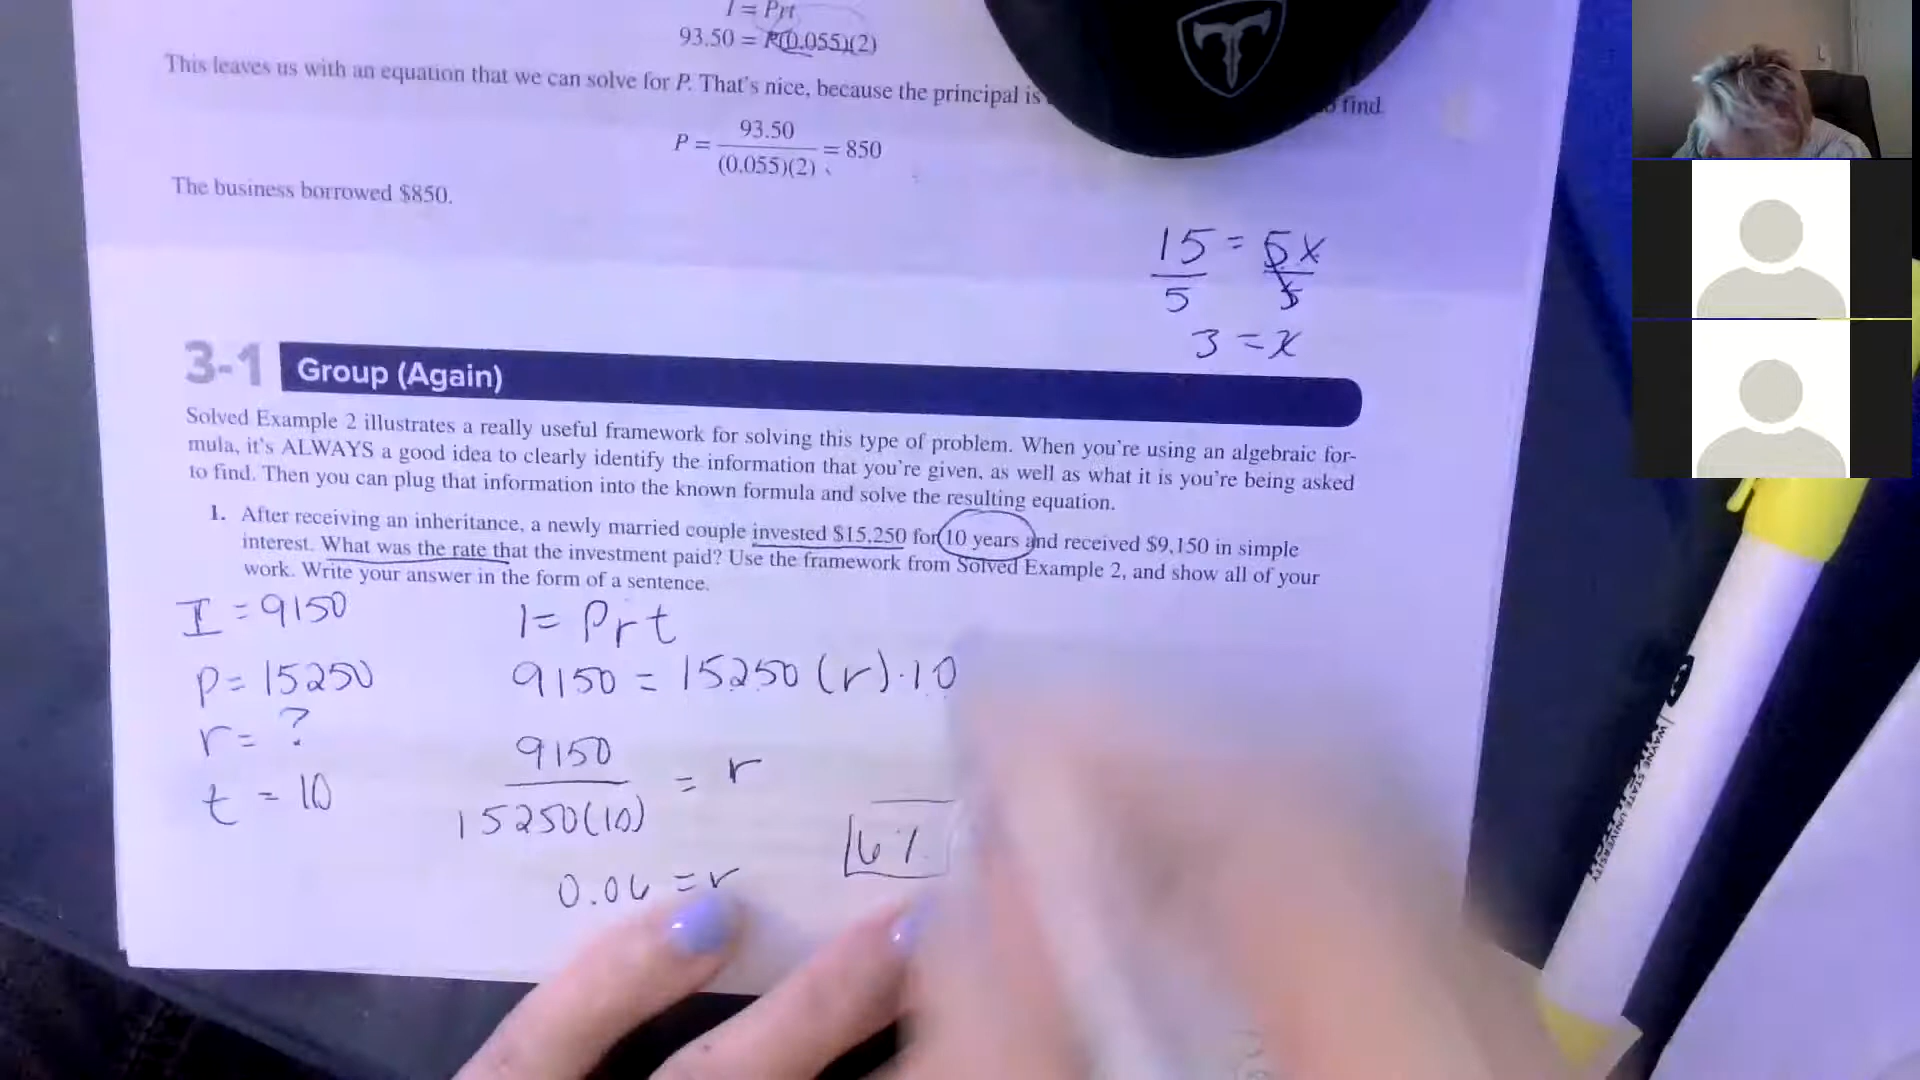 I = Prt
93.50 = P(0.055)(2)
This leaves us with an equation that we can solve for P. That's nice, because the principal is find
P = 93.50 / (0.055)(2) = 850
The business borrowed $850.
15 = 5x
5 5
3 = x
3-1 Group (Again)
Solved Example 2 illustrates a really useful framework for solving this type of problem. When you're using an algebraic for-
mula, it's ALWAYS a good idea to clearly identify the information that you're given, as well as what it is you're being asked
to find. Then you can plug that information into the known formula and solve the resulting equation.
1. After receiving an inheritance, a newly married couple invested $15,250 for 10 years and received $9,150 in simple
interest. What was the rate that the investment paid? Use the framework from Solved Example 2, and show all of your
work. Write your answer in the form of a sentence.
I = 9150
P = 15250
r = ?
t = 10
I = Prt
9150 = 15250 (r) · 10
9150 / 15250(10) = r
0.06 = r
6%
WAYNE STATE UNIVERSITY